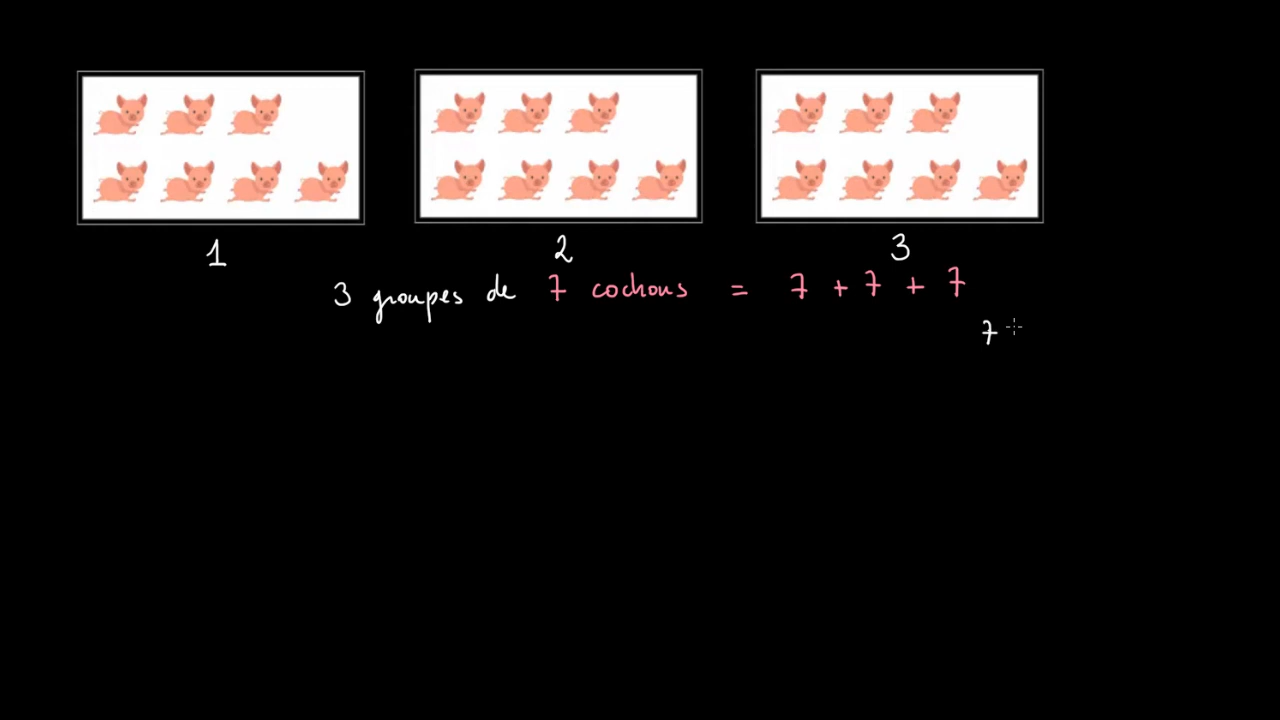 1 2 3
3 groupes de 7 cochons = 7 + 7 + 7
7